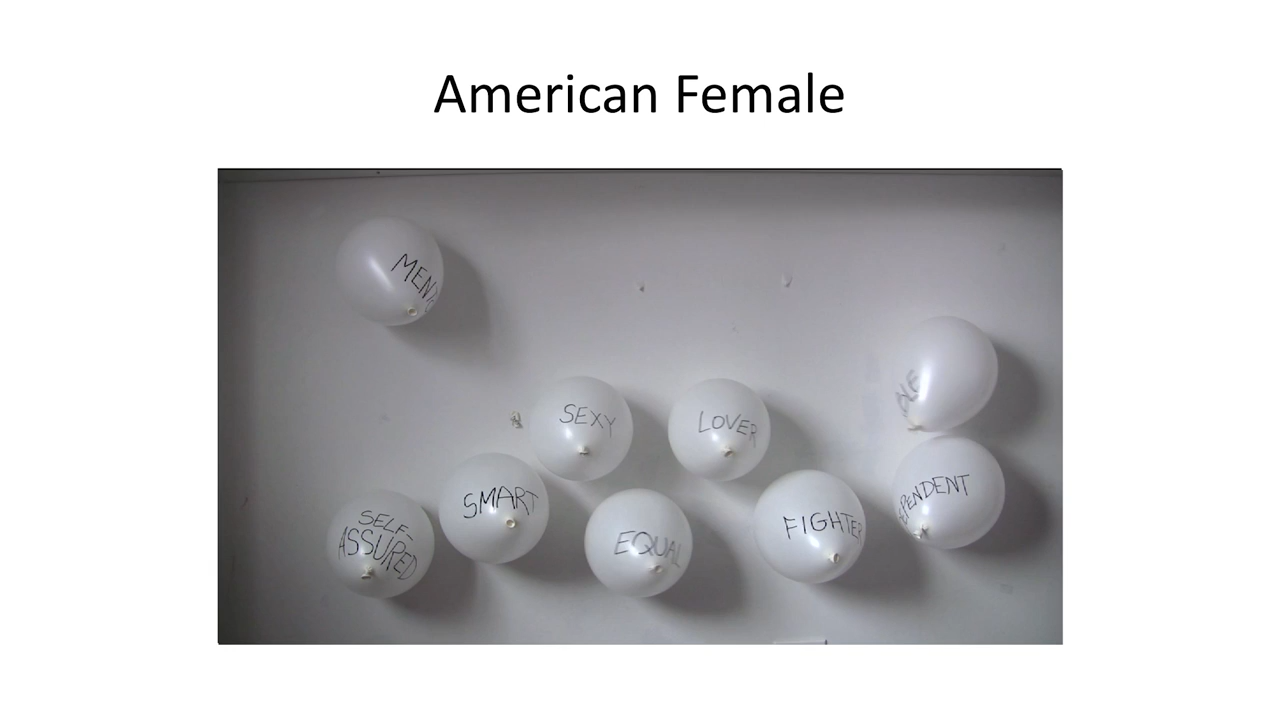 American Female
SEXY
LOVER
SMART
SELF-
ASSURED
EQUAL
FIGHTER